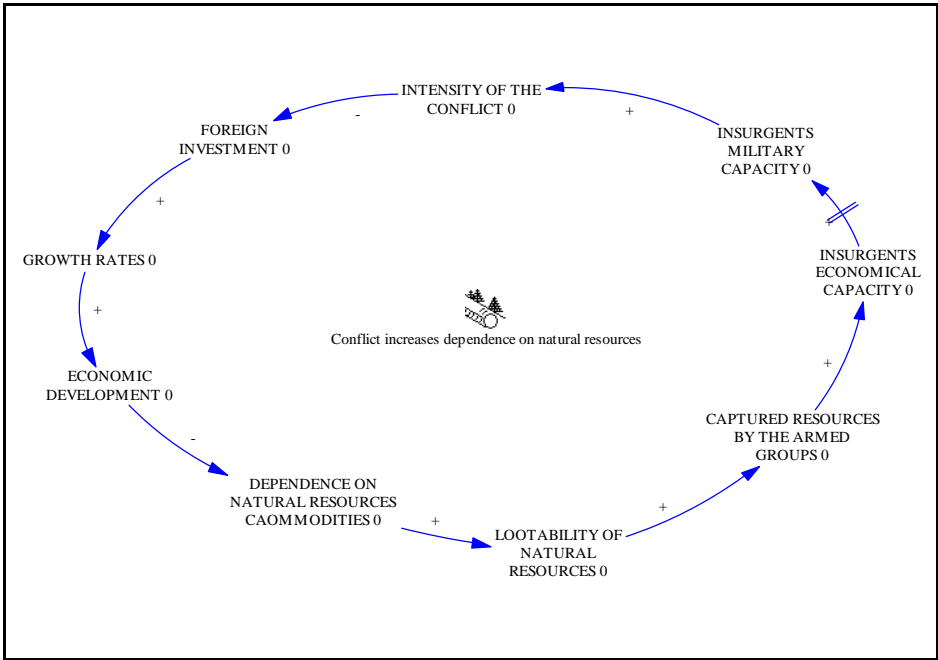 INTENSITY OF THE
CONFLICT 0
-
+
FOREIGN
INVESTMENT 0
INSURGENTS
MILITARY
CAPACITY 0
+
+
GROWTH RATES 0
INSURGENTS
ECONOMICAL
CAPACITY 0
+
Conflict increases dependence on natural resources
+
ECONOMIC
DEVELOPMENT 0
-
CAPTURED RESOURCES
BY THE ARMED
GROUPS 0
DEPENDENCE ON
NATURAL RESOURCES
CAOMMODITIES 0
+
+
LOOTABILITY OF
NATURAL
RESOURCES 0